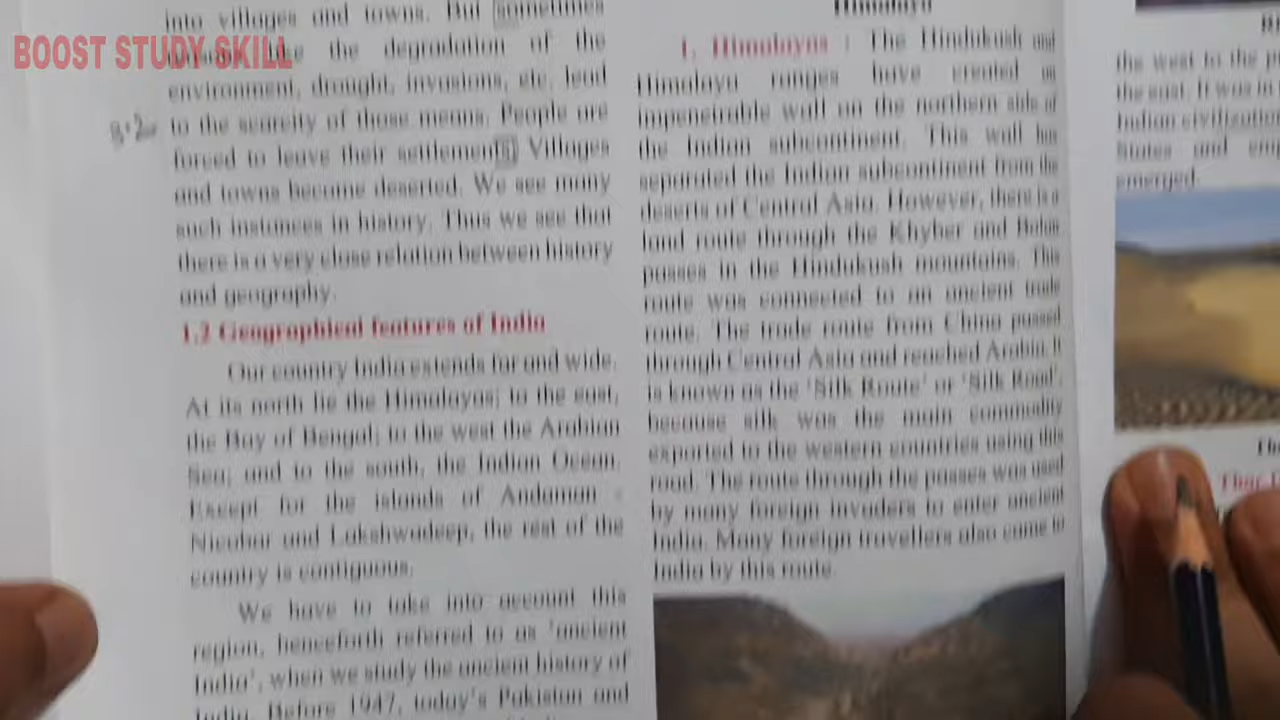 BOOST STUDY SKILL
into villages and towns. But sometimes
the degradation of the
environment, drought, invasions, etc. lead
3.2
to the scarcity of those means. People are
forced to leave their settlements. Villages
and towns become deserted. We see many
such instances in history. Thus we see that
there is a very close relation between history
and geography.
1.2 Geographical features of India
Our country India extends far and wide.
At its north lie the Himalayas; to the east,
the Bay of Bengal; to the west the Arabian
Sea; and to the south, the Indian Ocean.
Except for the islands of Andaman -
Nicobar and Lakshwadeep, the rest of the
country is contiguous.
We have to take into account this
region, henceforth referred to as 'ancient
India', when we study the ancient history of
India. Before 1947, today's Pakistan and
Himalaya
1. Himalayas : The Hindukush and
Himalaya ranges have created an
impenetrable wall on the northern side of
the Indian subcontinent. This wall has
separated the Indian subcontinent from the
deserts of Central Asia. However, there is a
land route through the Khyber and Bolan
passes in the Hindukush mountains. This
route was connected to an ancient trade
route. The trade route from China passed
through Central Asia and reached Arabia. It
is known as the 'Silk Route' or 'Silk Road',
because silk was the main commodity
exported to the western countries using this
road. The route through the passes was used
by many foreign invaders to enter ancient
India. Many foreign travellers also came to
India by this route.
the west to the
the east. It was in
Indian civilization
States and
emerged.
Thar